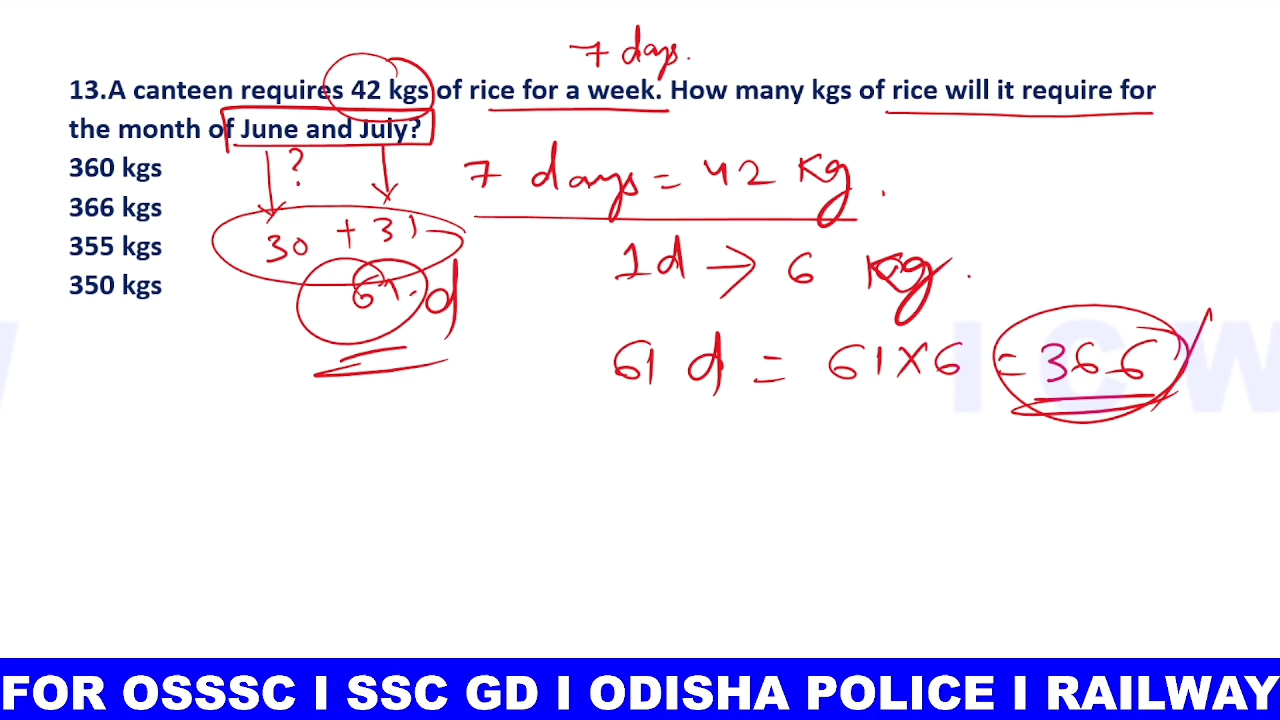 7 days.
13.A canteen requires 42 kgs of rice for a week. How many kgs of rice will it require for
the month of June and July?
360 kgs
366 kgs
355 kgs
350 kgs
?
30 + 31
61 d
7 days = 42 Kg.
1d → 6 Kg.
61 d = 61×6 = 366
I C W
FOR OSSSC I SSC GD I ODISHA POLICE I RAILWAY